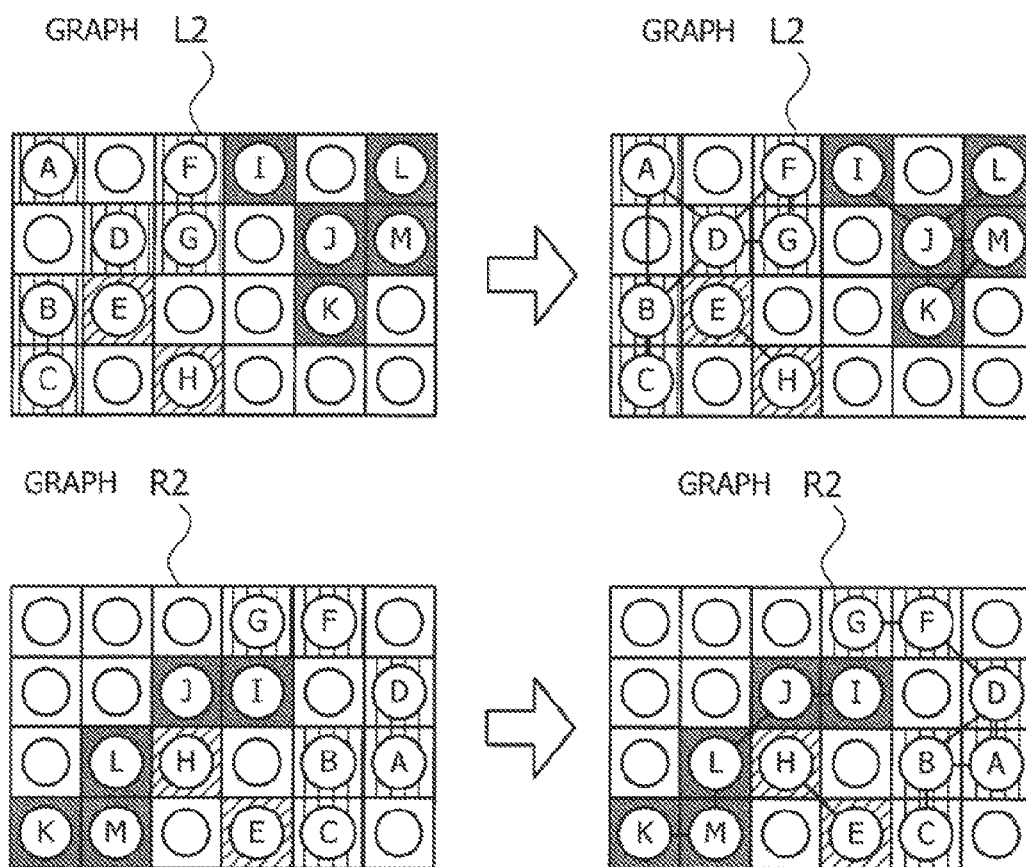 GRAPH L2 GRAPH L2
A F I L A F I L
D G J M D G J M
B E K B E K
C H C H
GRAPH R2 GRAPH R2
G F G F
J I D J I D
L H B A L H B A
K M E C K M E C